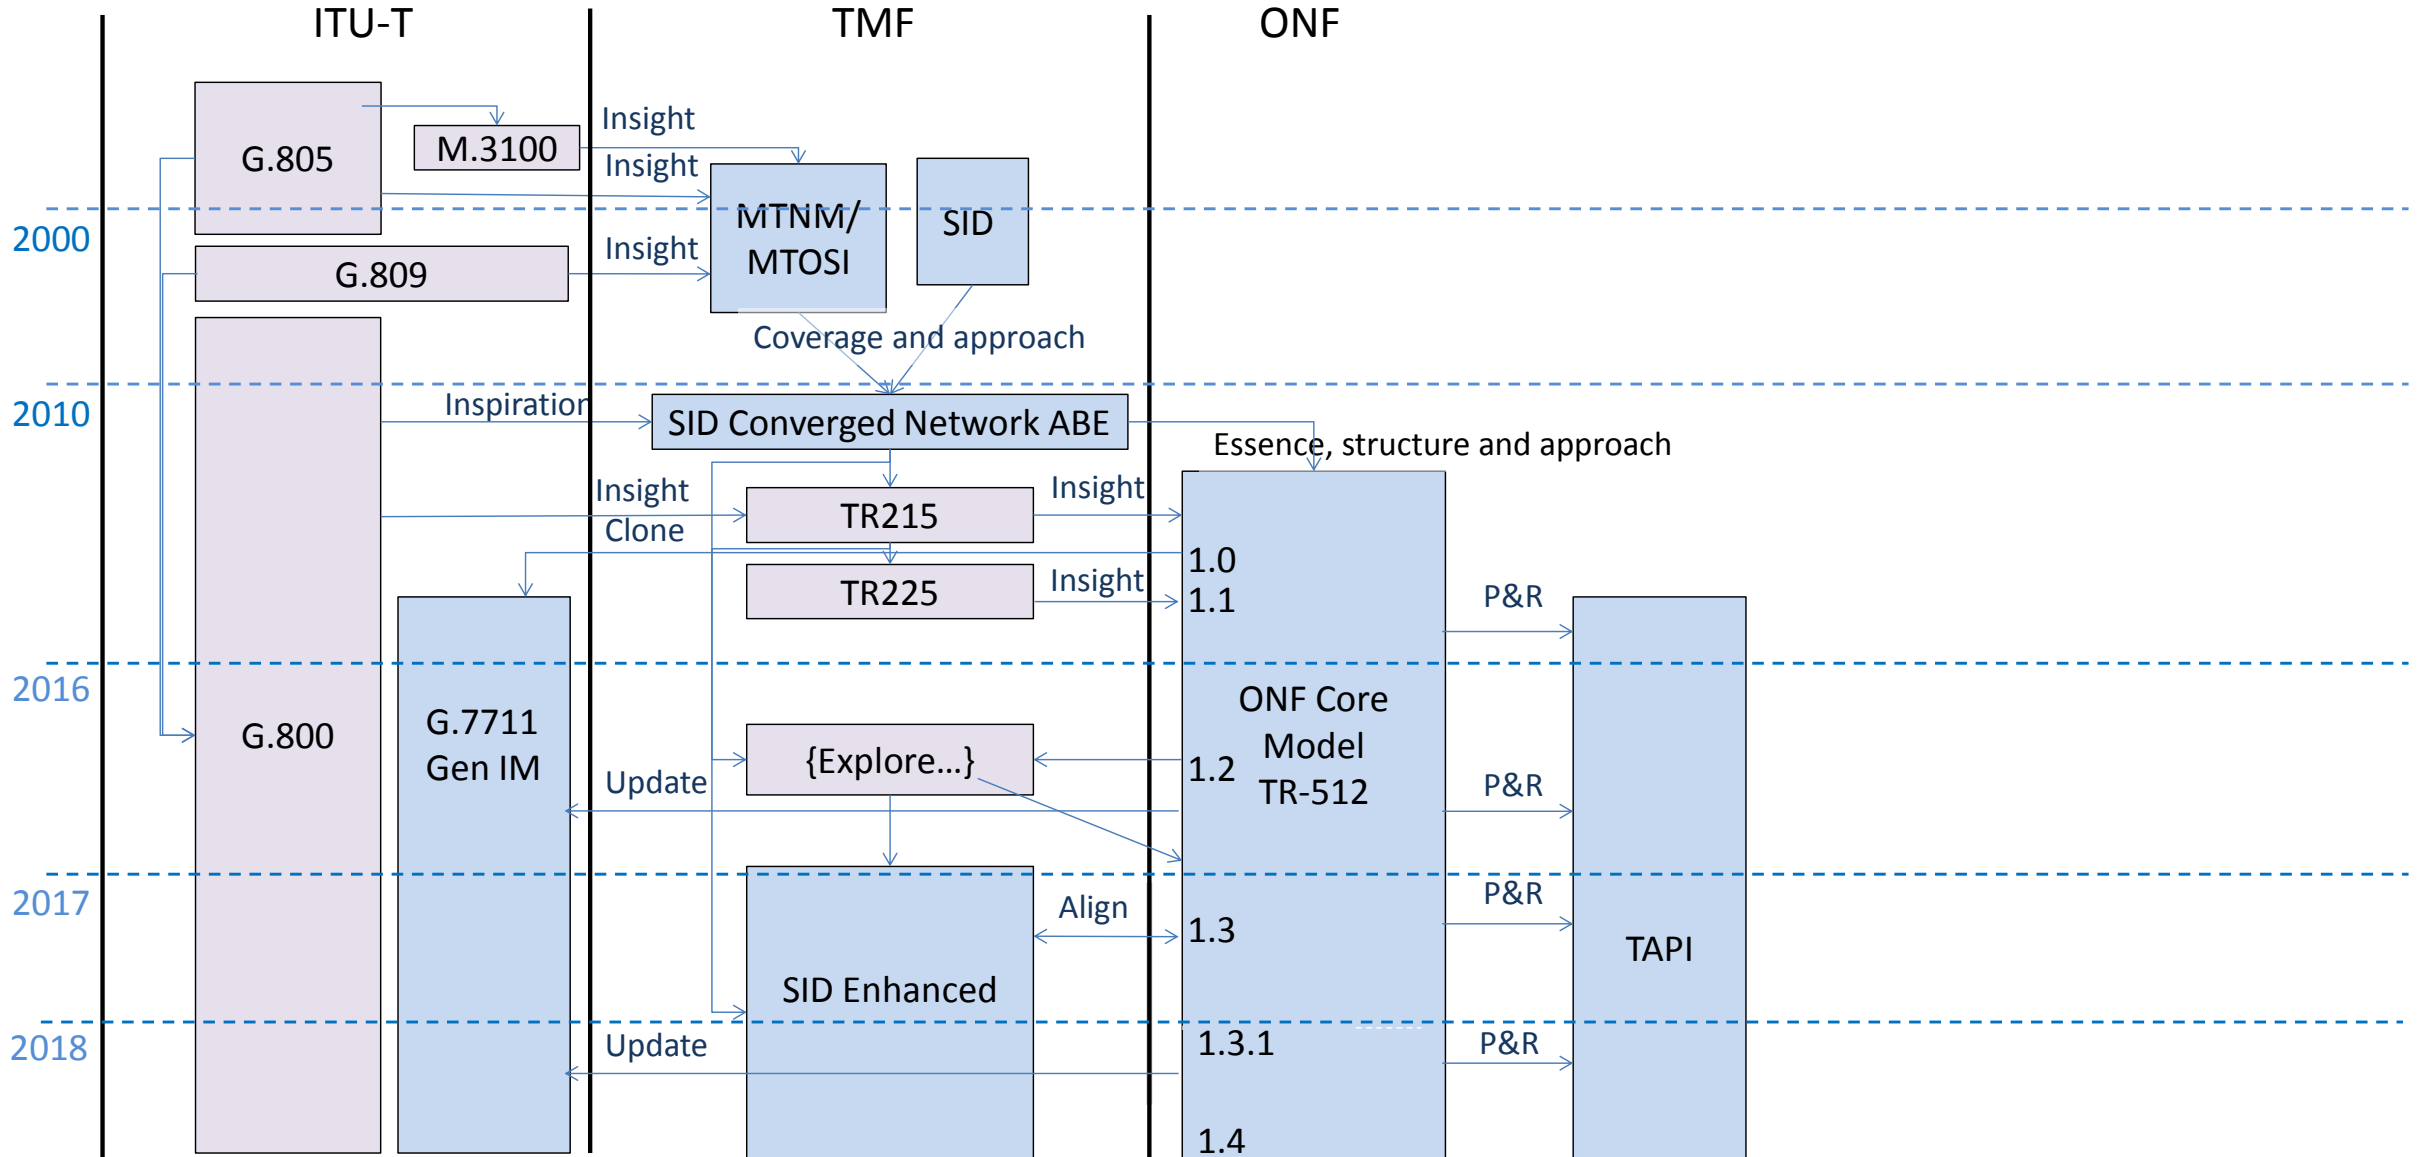 ITU-T
TMF
ONF
Insight
G.805
M.3100
Insight
MTNM/
MTOSI
SID
2000
Insight
G.809
Coverage and approach
2010
Inspiration
SID Converged Network ABE
Essence, structure and approach
Insight
TR215
Insight
Clone
1.0
TR225
Insight
1.1
P&R
2016
G.800
G.7711
Gen IM
{Explore...}
ONF Core
Model
TR-512
1.2
Update
P&R
2017
Align
P&R
1.3
TAPI
SID Enhanced
2018
Update
1.3.1
P&R
1.4